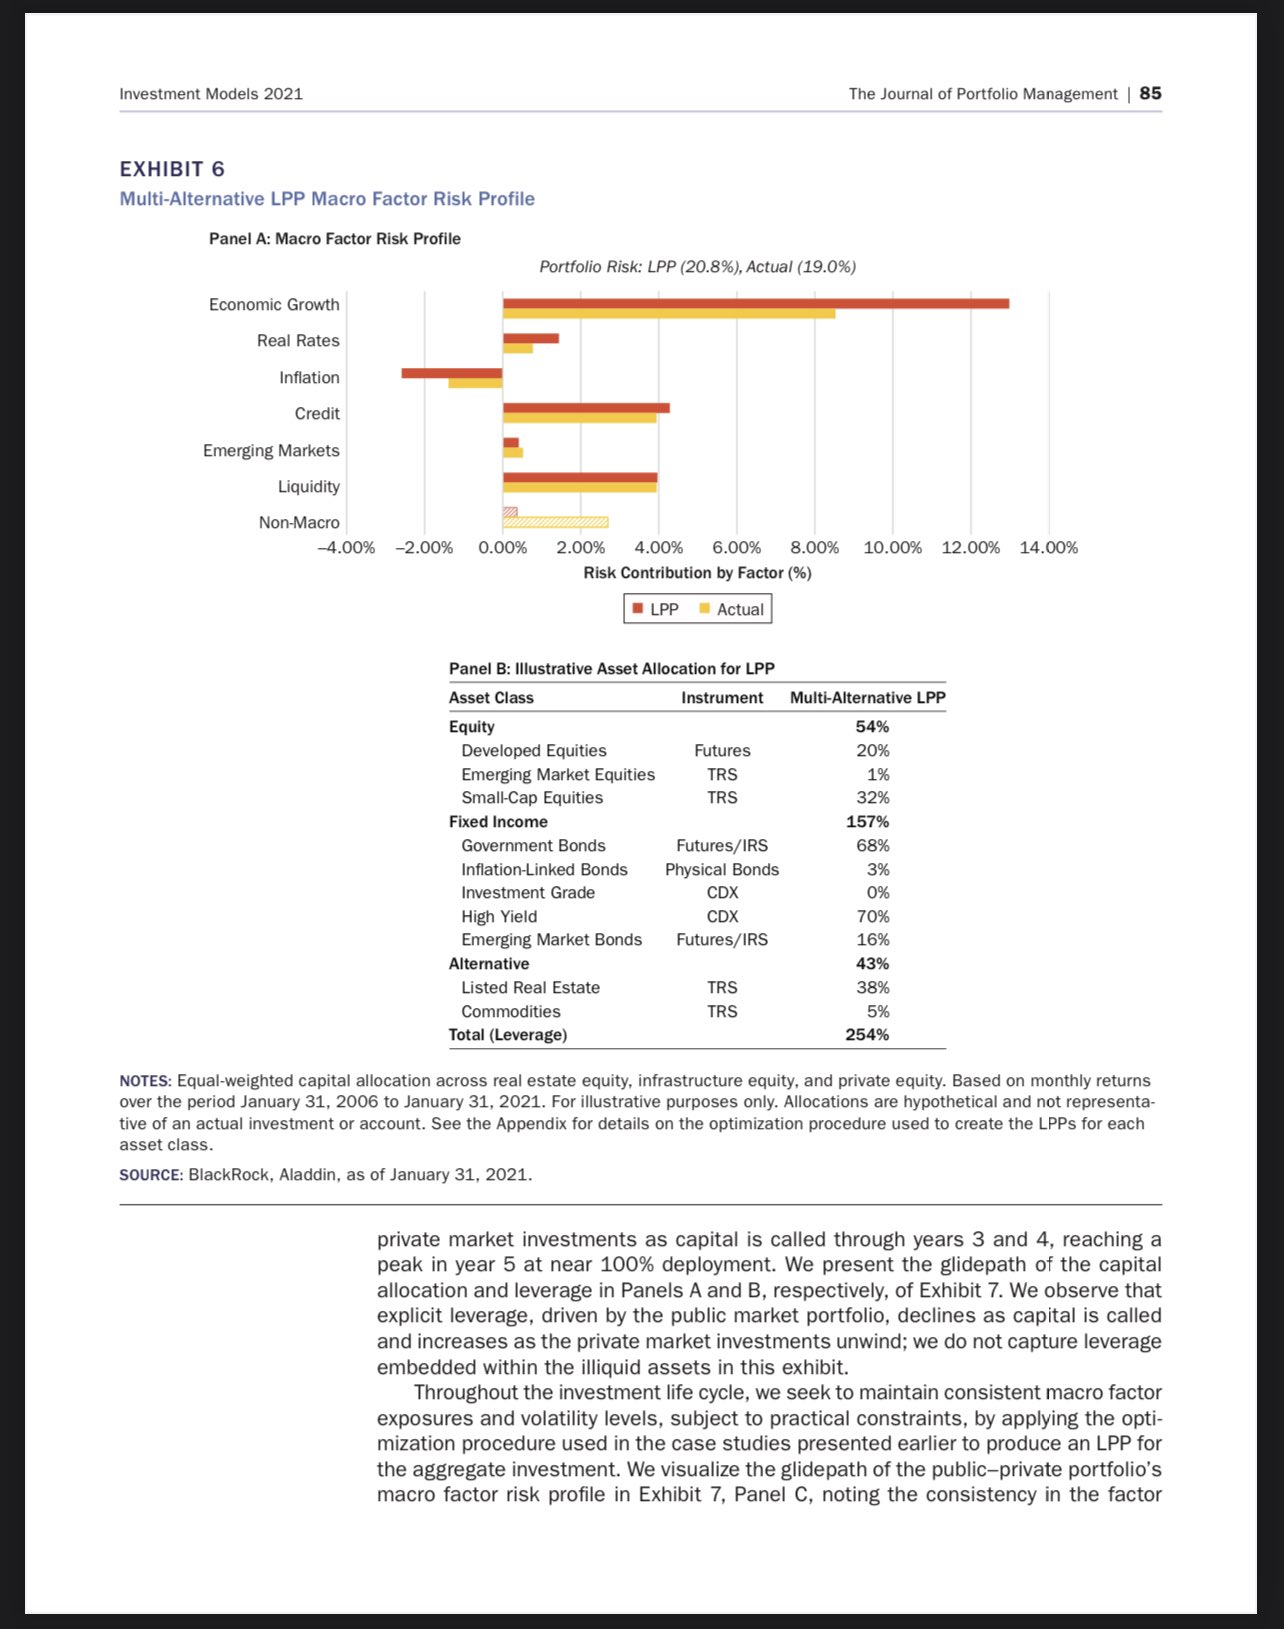 Investment Models 2021
The Journal of Portfolio Management | 85
EXHIBIT 6
Multi-Alternative LPP Macro Factor Risk Profile
Panel A: Macro Factor Risk Profile
Portfolio Risk: LPP (20.8%), Actual (19.0%)
Economic Growth
Real Rates
Inflation
Credit
Emerging Markets
Liquidity
Non-Macro
–4.00% –2.00% 0.00% 2.00% 4.00% 6.00% 8.00% 10.00% 12.00% 14.00%
Risk Contribution by Factor (%)
LPP Actual
Panel B: Illustrative Asset Allocation for LPP
Asset Class Instrument Multi-Alternative LPP
Equity 54%
Developed Equities Futures 20%
Emerging Market Equities TRS 1%
Small-Cap Equities TRS 32%
Fixed Income 157%
Government Bonds Futures/IRS 68%
Inflation-Linked Bonds Physical Bonds 3%
Investment Grade CDX 0%
High Yield CDX 70%
Emerging Market Bonds Futures/IRS 16%
Alternative 43%
Listed Real Estate TRS 38%
Commodities TRS 5%
Total (Leverage) 254%
NOTES: Equal-weighted capital allocation across real estate equity, infrastructure equity, and private equity. Based on monthly returns
over the period January 31, 2006 to January 31, 2021. For illustrative purposes only. Allocations are hypothetical and not representa-
tive of an actual investment or account. See the Appendix for details on the optimization procedure used to create the LPPs for each
asset class.
SOURCE: BlackRock, Aladdin, as of January 31, 2021.
private market investments as capital is called through years 3 and 4, reaching a
peak in year 5 at near 100% deployment. We present the glidepath of the capital
allocation and leverage in Panels A and B, respectively, of Exhibit 7. We observe that
explicit leverage, driven by the public market portfolio, declines as capital is called
and increases as the private market investments unwind; we do not capture leverage
embedded within the illiquid assets in this exhibit.
Throughout the investment life cycle, we seek to maintain consistent macro factor
exposures and volatility levels, subject to practical constraints, by applying the opti-
mization procedure used in the case studies presented earlier to produce an LPP for
the aggregate investment. We visualize the glidepath of the public–private portfolio’s
macro factor risk profile in Exhibit 7, Panel C, noting the consistency in the factor